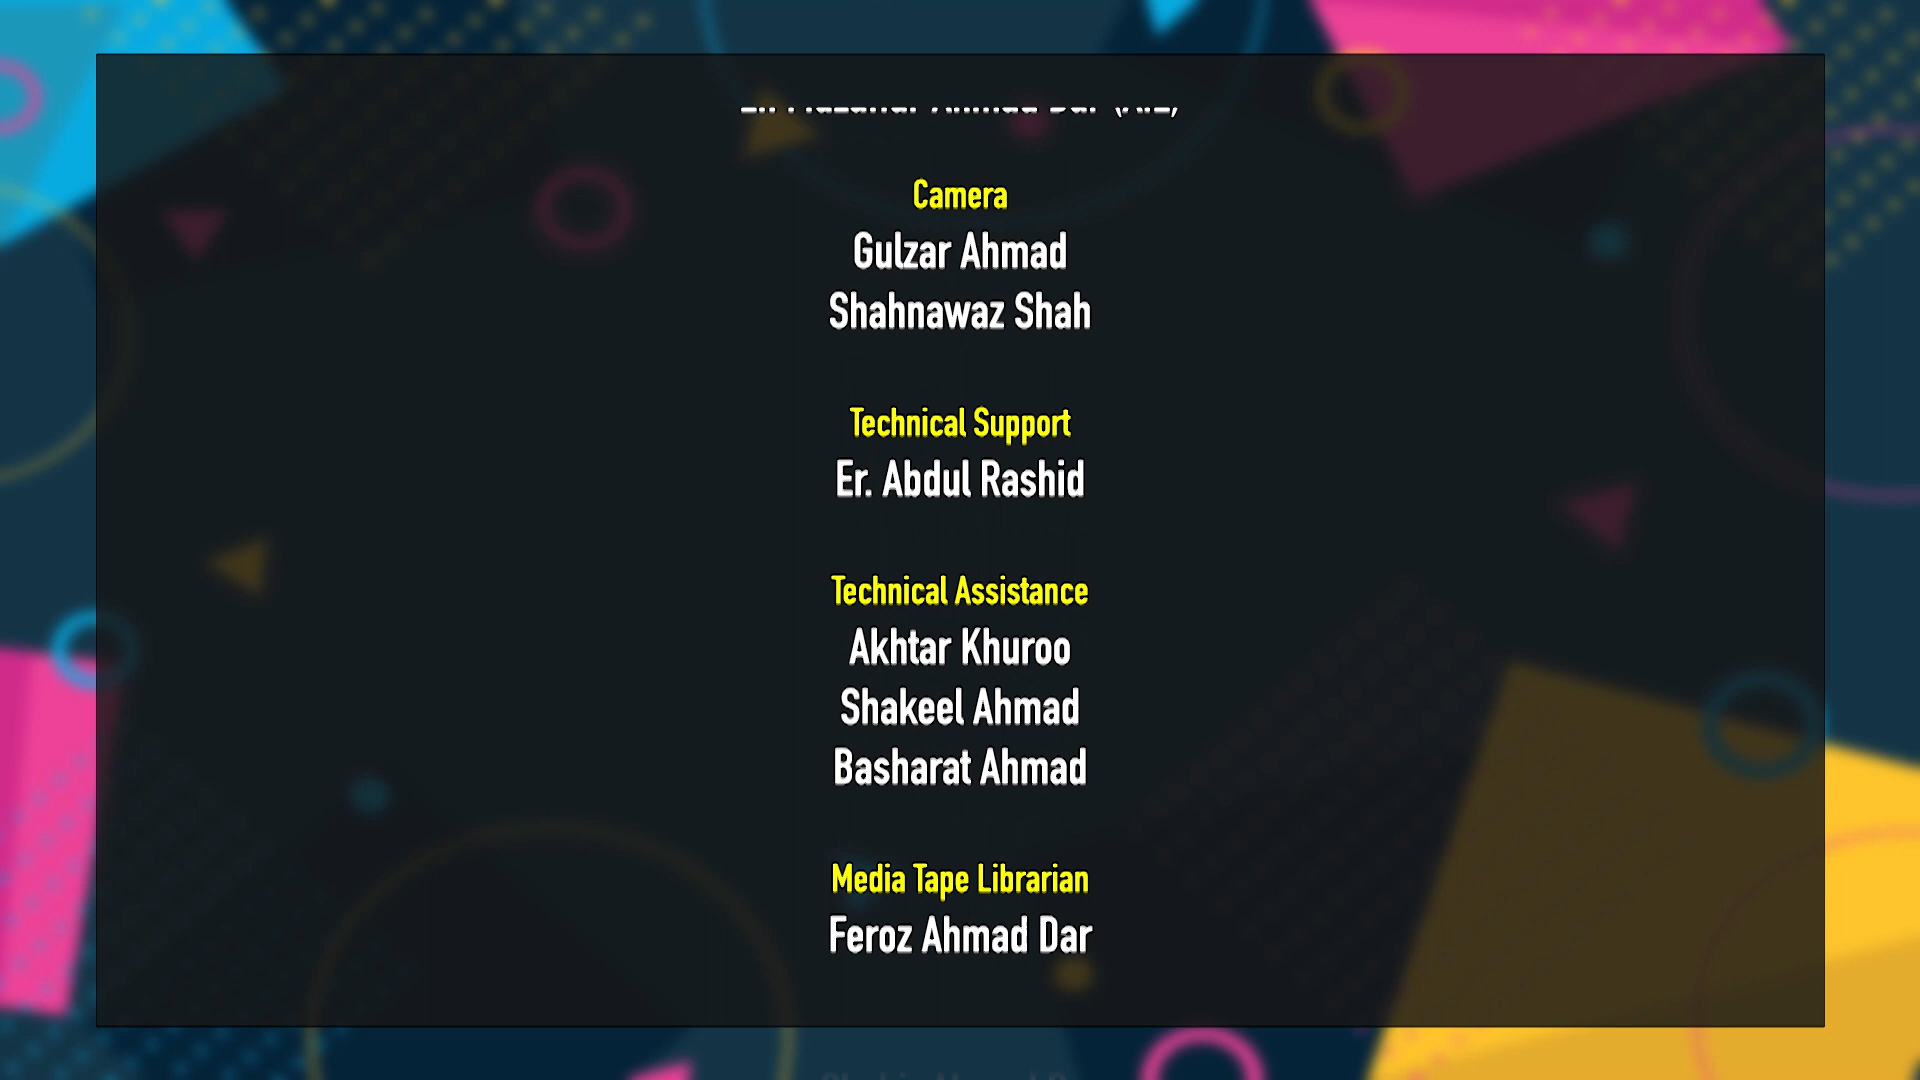 Camera
Gulzar Ahmad
Shahnawaz Shah
Technical Support
Er. Abdul Rashid
Technical Assistance
Akhtar Khuroo
Shakeel Ahmad
Basharat Ahmad
Media Tape Librarian
Feroz Ahmad Dar